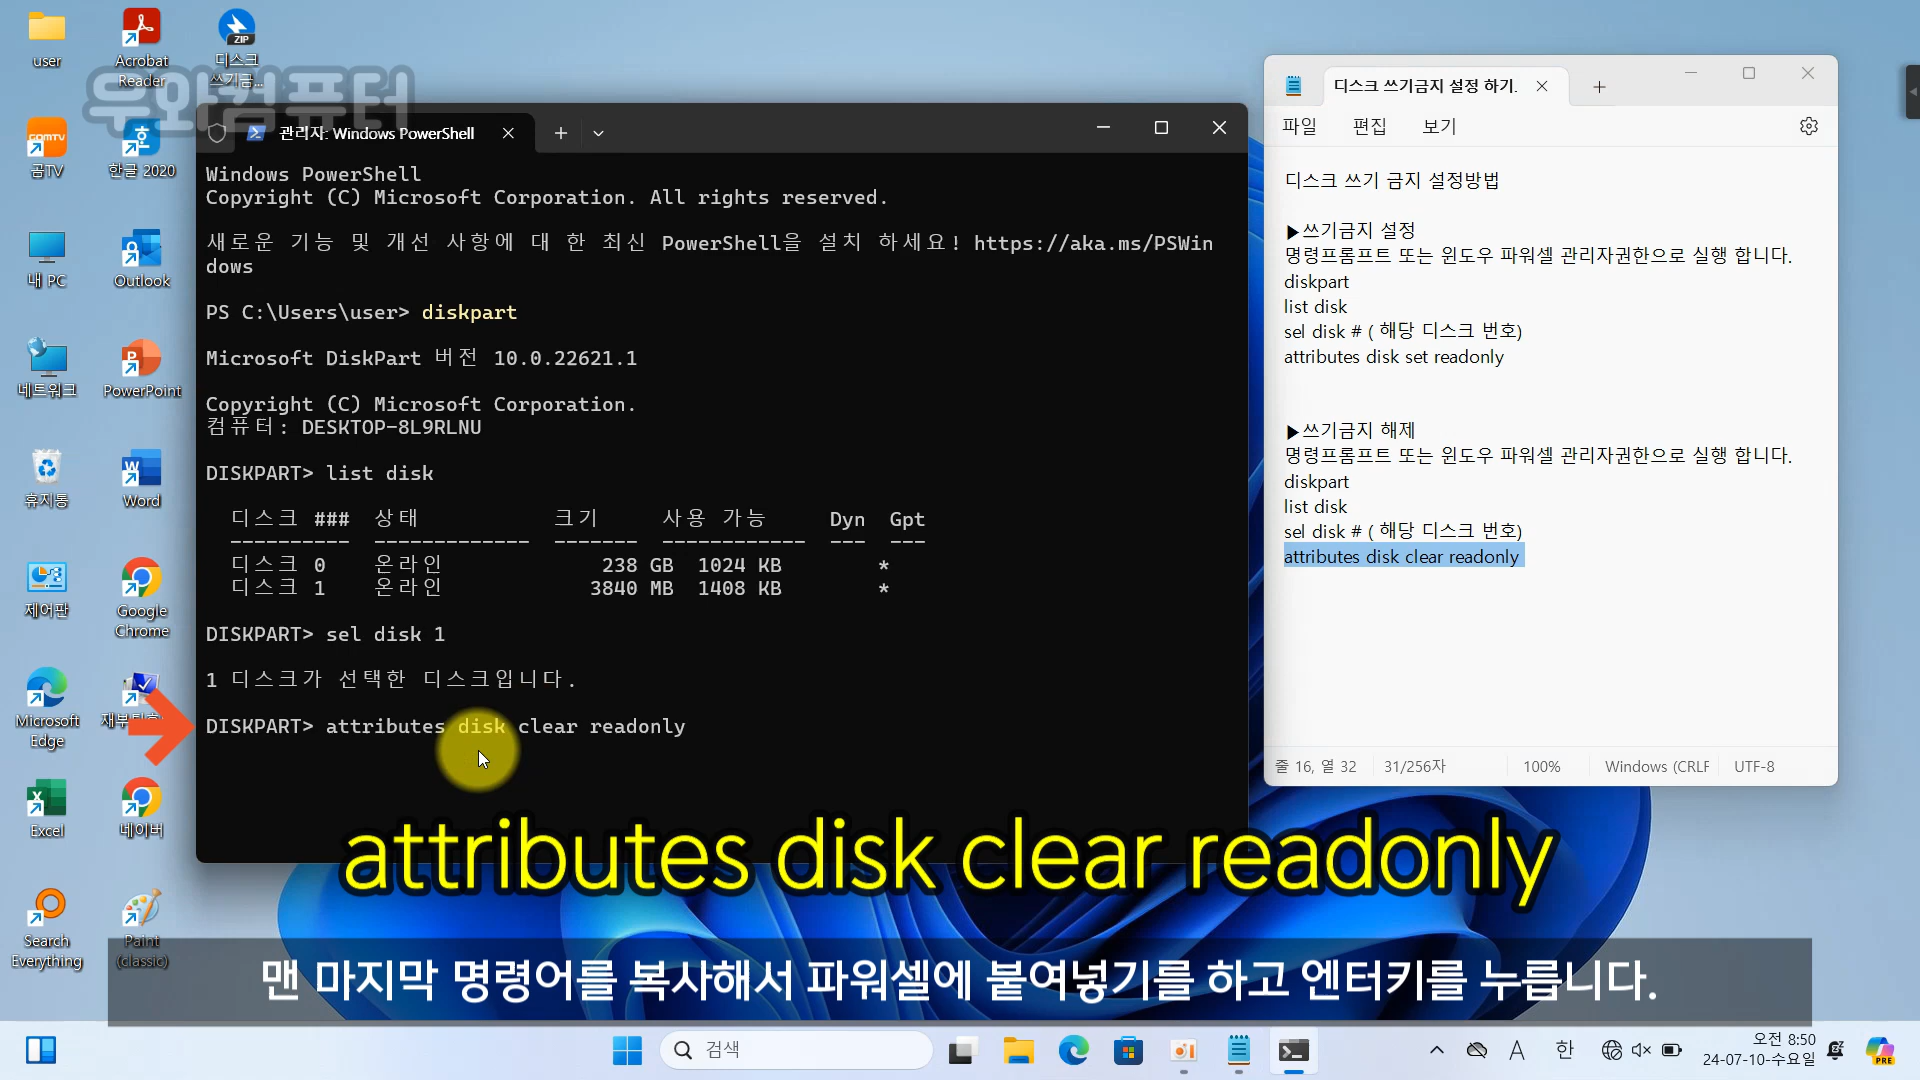 user
Acrobat
Reader
ZIP
디스크
쓰기금...
두와컴퓨터
GOMTV
곰TV
한글 2020
내 PC
Outlook
네트워크
PowerPoint
휴지통
Word
제어판
Google
Chrome
Microsoft
Edge
Excel
네이버
Search
Everything
Paint
(classic)
관리자: Windows PowerShell
Windows PowerShell
Copyright (C) Microsoft Corporation. All rights reserved.
새로운 기능 및 개선 사항에 대 한 최신 PowerShell을 설치 하세요! https://aka.ms/PSWin
dows
PS C:\Users\user> diskpart
Microsoft DiskPart 버전 10.0.22621.1
Copyright (C) Microsoft Corporation.
컴퓨터: DESKTOP-8L9RLNU
DISKPART> list disk
디스크 ### 상태 크기 사용 가능 Dyn Gpt
---------- ------------- ------- ------------ --- ---
디스크 0 온라인 238 GB 1024 KB *
디스크 1 온라인 3840 MB 1408 KB *
DISKPART> sel disk 1
1 디스크가 선택한 디스크입니다.
DISKPART> attributes disk clear readonly
디스크 쓰기금지 설정 하기.
파일 편집 보기
디스크 쓰기 금지 설정방법
▶쓰기금지 설정
명령프롬프트 또는 윈도우 파워셀 관리자권한으로 실행 합니다.
diskpart
list disk
sel disk # ( 해당 디스크 번호)
attributes disk set readonly
▶쓰기금지 해제
명령프롬프트 또는 윈도우 파워셀 관리자권한으로 실행 합니다.
diskpart
list disk
sel disk # ( 해당 디스크 번호)
attributes disk clear readonly
줄 16, 열 32 31/256자 100% Windows (CRLF UTF-8
attributes disk clear readonly
맨 마지막 명령어를 복사해서 파워셀에 붙여넣기를 하고 엔터키를 누릅니다.
검색
A 한
오전 8:50
24-07-10-수요일
PRE